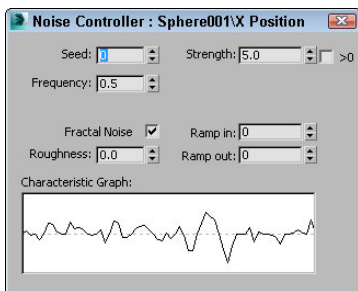 Noise Controller : Sphere001\X Position
Seed: 0 Strength: 5.0 >0
Frequency: 0.5
Fractal Noise Ramp in: 0
Roughness: 0.0 Ramp out: 0
Characteristic Graph: